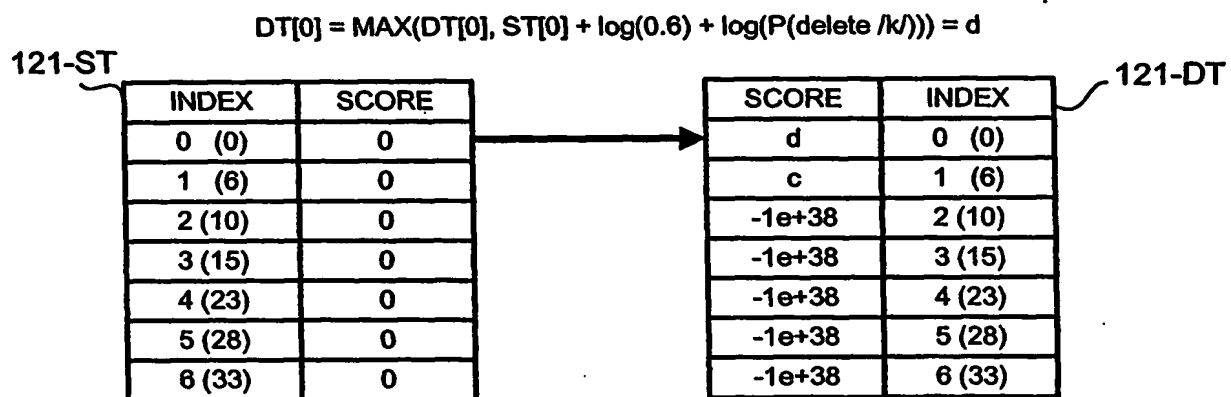 DT[0] = MAX(DT[0], ST[0] + log(0.6) + log(P(delete /k/))) = d
121-ST 121-DT
INDEX SCORE SCORE INDEX
0 (0) 0 d 0 (0)
1 (6) 0 c 1 (6)
2 (10) 0 -1e+38 2 (10)
3 (15) 0 -1e+38 3 (15)
4 (23) 0 -1e+38 4 (23)
5 (28) 0 -1e+38 5 (28)
6 (33) 0 -1e+38 6 (33)